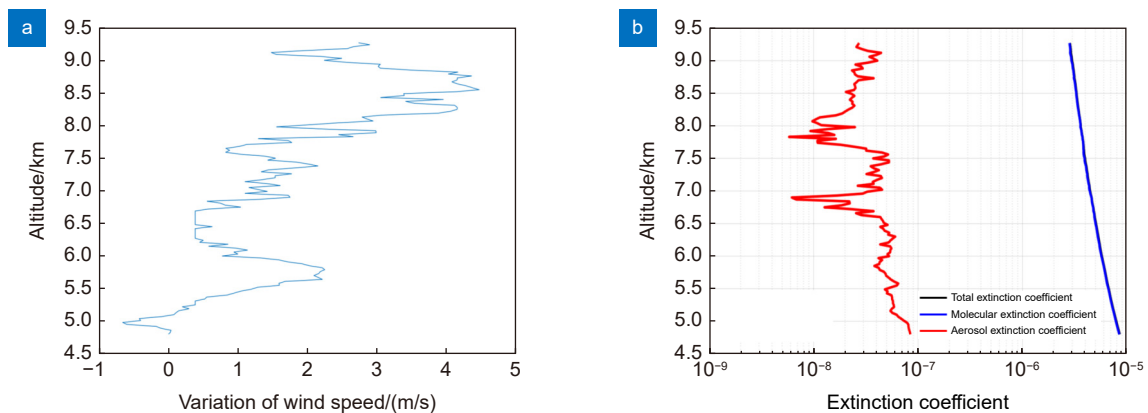 a
9.5
9.0
8.5
8.0
7.5
7.0
6.5
6.0
5.5
5.0
4.5
Altitude/km
−1 0 1 2 3 4 5
Variation of wind speed/(m/s)
b
9.5
9.0
8.5
8.0
7.5
7.0
6.5
6.0
5.5
5.0
4.5
Altitude/km
Total extinction coefficient
Molecular extinction coefficient
Aerosol extinction coefficient
10⁻⁹ 10⁻⁸ 10⁻⁷ 10⁻⁶ 10⁻⁵
Extinction coefficient